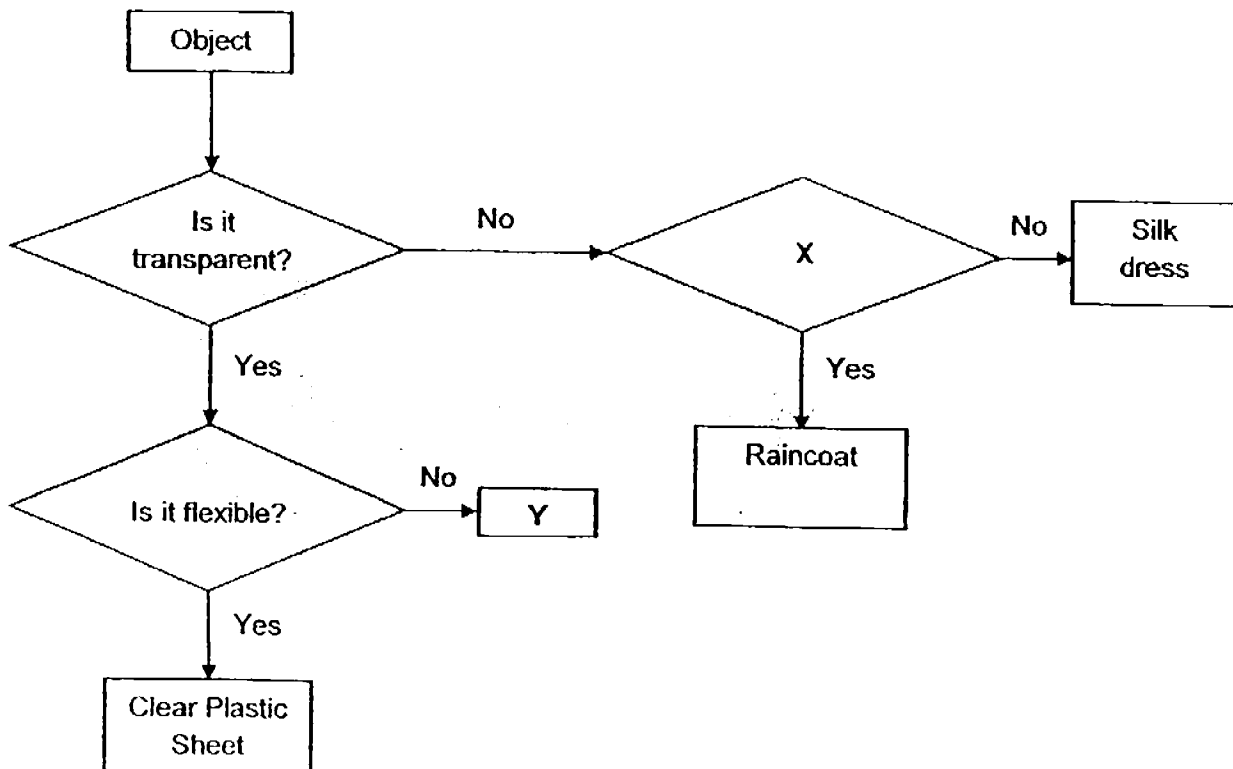 Object
Is it
transparent?
No
X
No
Silk
dress
Yes
Yes
Raincoat
Is it flexible?
No
Y
Yes
Clear Plastic
Sheet